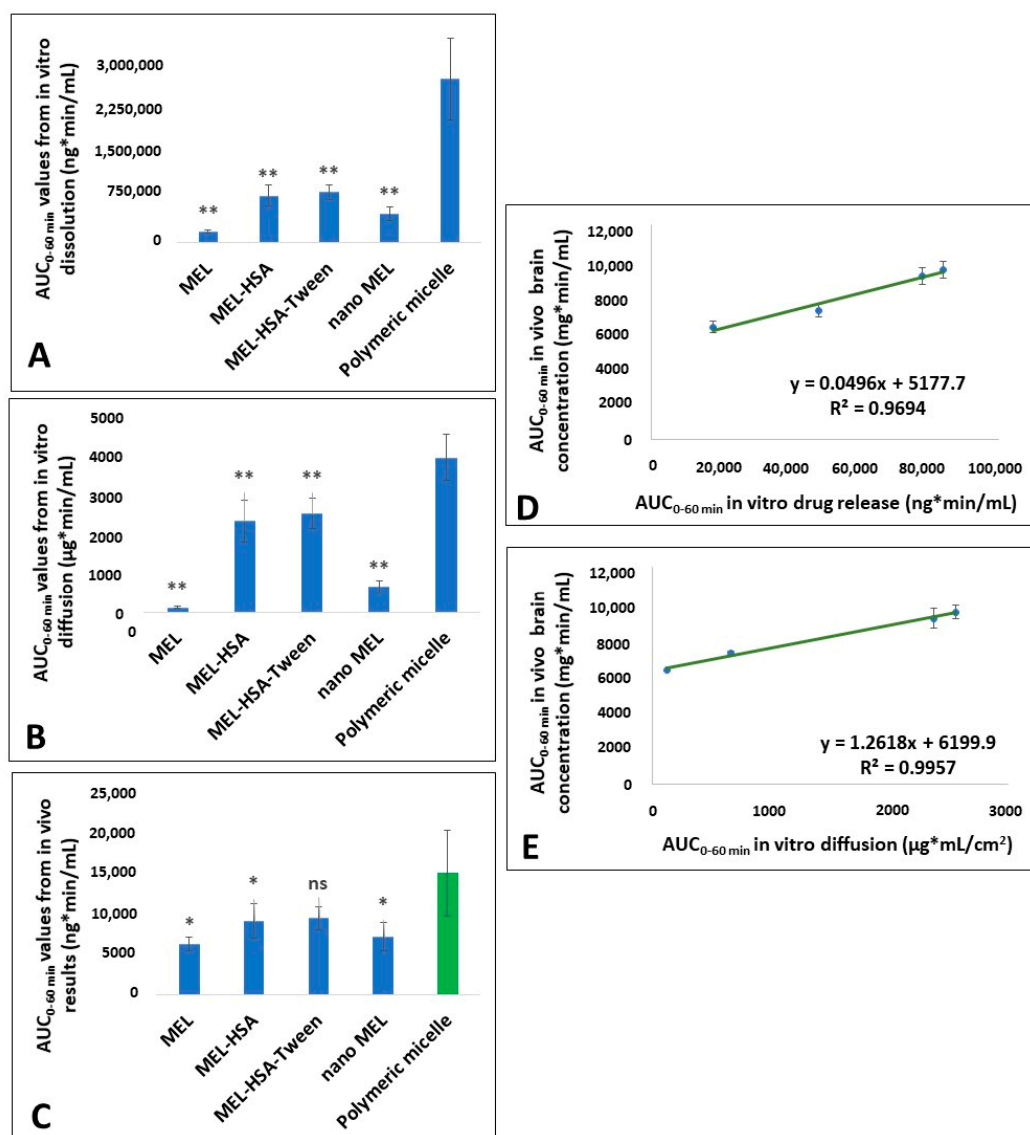 AUC0-60 min values from in vitro
dissolution (ng*min/mL)
3,000,000
2,250,000
1,500,000
750,000
0
**
**
**
**
MEL
MEL-HSA
MEL-HSA-Tween
nano MEL
Polymeric micelle
A
AUC0-60 min values from in vitro
diffusion (µg*min/mL)
5000
4000
3000
2000
1000
0
0
**
**
**
**
MEL
MEL-HSA
MEL-HSA-Tween
nano MEL
Polymeric micelle
B
AUC0-60 min values from in vivo
results (ng*min/mL)
25,000
20,000
15,000
10,000
5000
0
*
*
ns
*
MEL
MEL-HSA
MEL-HSA-Tween
nano MEL
Polymeric micelle
C
AUC0-60 min in vivo brain
concentration (mg*min/mL)
12,000
10,000
8000
6000
4000
2000
0
y = 0.0496x + 5177.7
R² = 0.9694
0 20,000 40,000 60,000 80,000 100,000
AUC0-60 min in vitro drug release (ng*min/mL)
D
AUC0-60 min in vivo brain
concentration (mg*min/mL)
12,000
10,000
8000
6000
4000
2000
0
y = 1.2618x + 6199.9
R² = 0.9957
0 1000 2000 3000
AUC0-60 min in vitro diffusion (µg*mL/cm²)
E